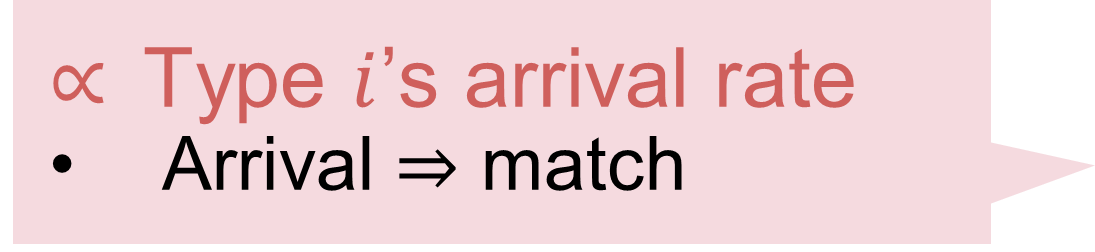 ∝ Type 𝑖's arrival rate
• Arrival ⇒ match